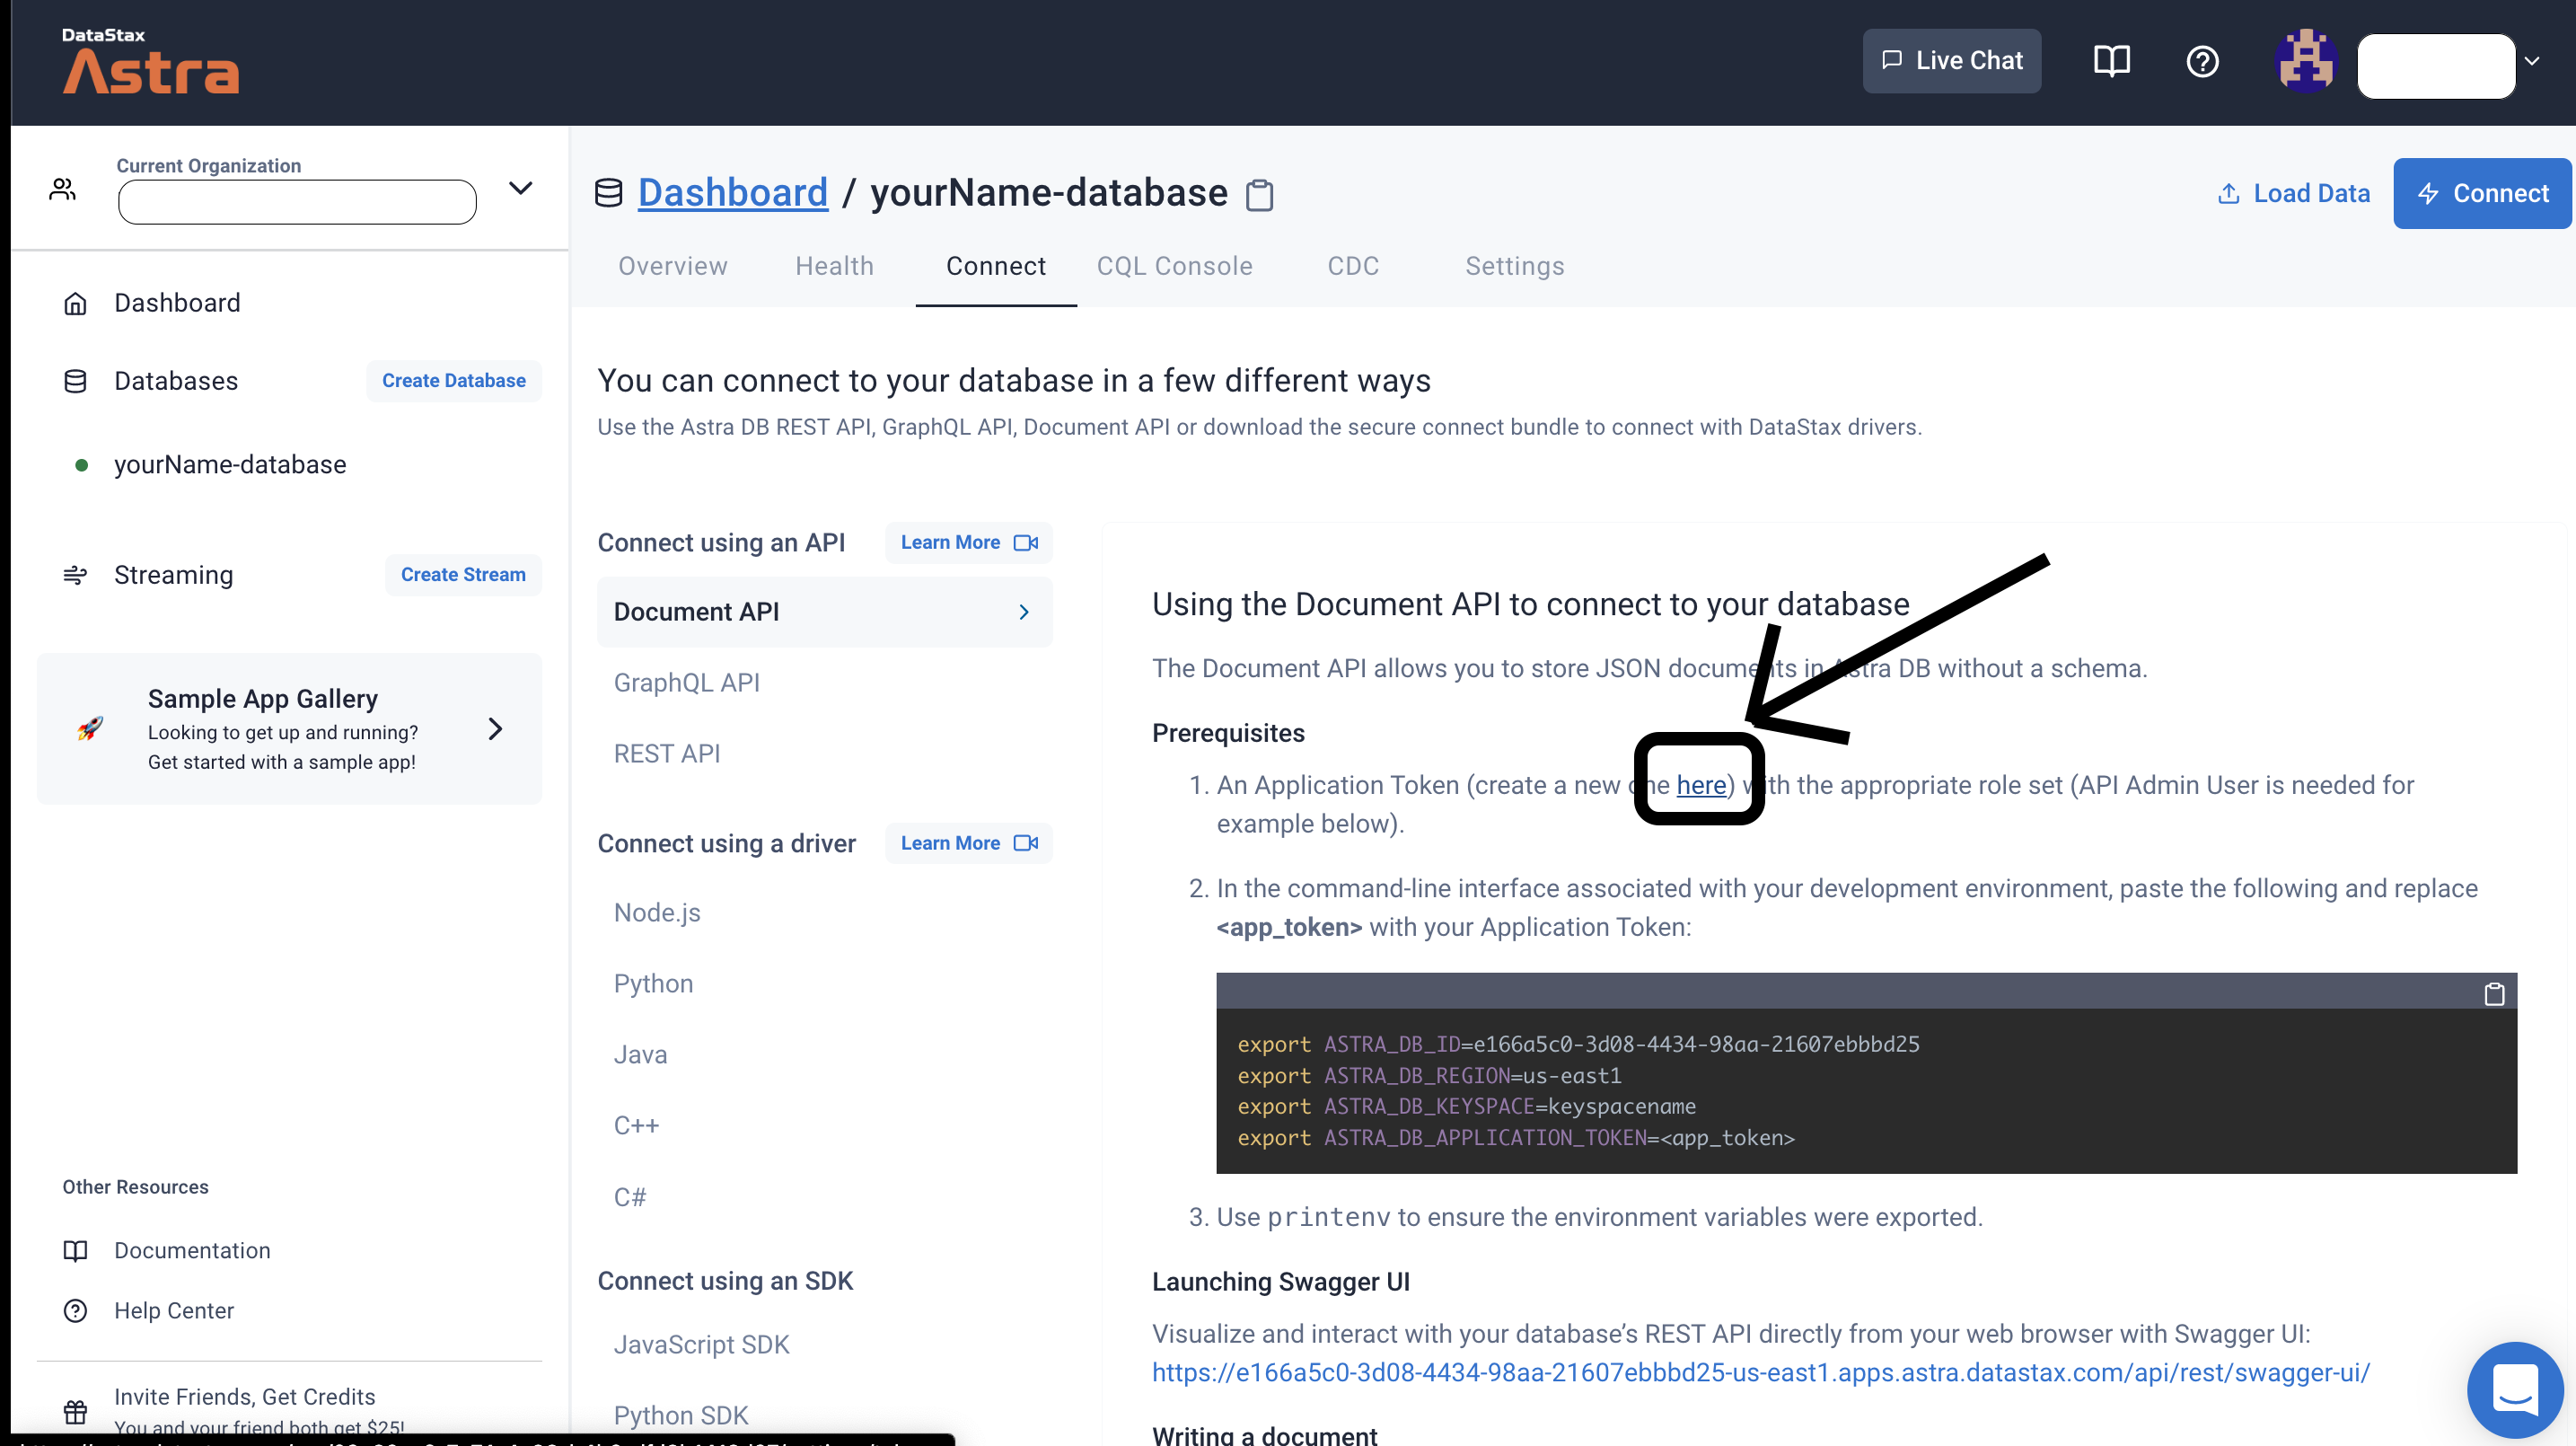 DataStax
Astra
Live Chat
Current Organization
Dashboard / yourName-database
Load Data
Connect
Overview
Health
Connect
CQL Console
CDC
Settings
Dashboard
Databases
Create Database
yourName-database
Streaming
Create Stream
Sample App Gallery
Looking to get up and running?
Get started with a sample app!
Other Resources
Documentation
Help Center
Invite Friends, Get Credits
You and your friend both get $25!
You can connect to your database in a few different ways
Use the Astra DB REST API, GraphQL API, Document API or download the secure connect bundle to connect with DataStax drivers.
Connect using an API
Learn More
Document API
GraphQL API
REST API
Connect using a driver
Learn More
Node.js
Python
Java
C++
C#
Connect using an SDK
JavaScript SDK
Python SDK
Using the Document API to connect to your database
The Document API allows you to store JSON documents in Astra DB without a schema.
Prerequisites
1. An Application Token (create a new one here) with the appropriate role set (API Admin User is needed for
example below).
2. In the command-line interface associated with your development environment, paste the following and replace
<app_token> with your Application Token:
export ASTRA_DB_ID=e166a5c0-3d08-4434-98aa-21607ebbbd25
export ASTRA_DB_REGION=us-east1
export ASTRA_DB_KEYSPACE=keyspacename
export ASTRA_DB_APPLICATION_TOKEN=<app_token>
3. Use printenv to ensure the environment variables were exported.
Launching Swagger UI
Visualize and interact with your database’s REST API directly from your web browser with Swagger UI:
https://e166a5c0-3d08-4434-98aa-21607ebbbd25-us-east1.apps.astra.datastax.com/api/rest/swagger-ui/
Writing a document